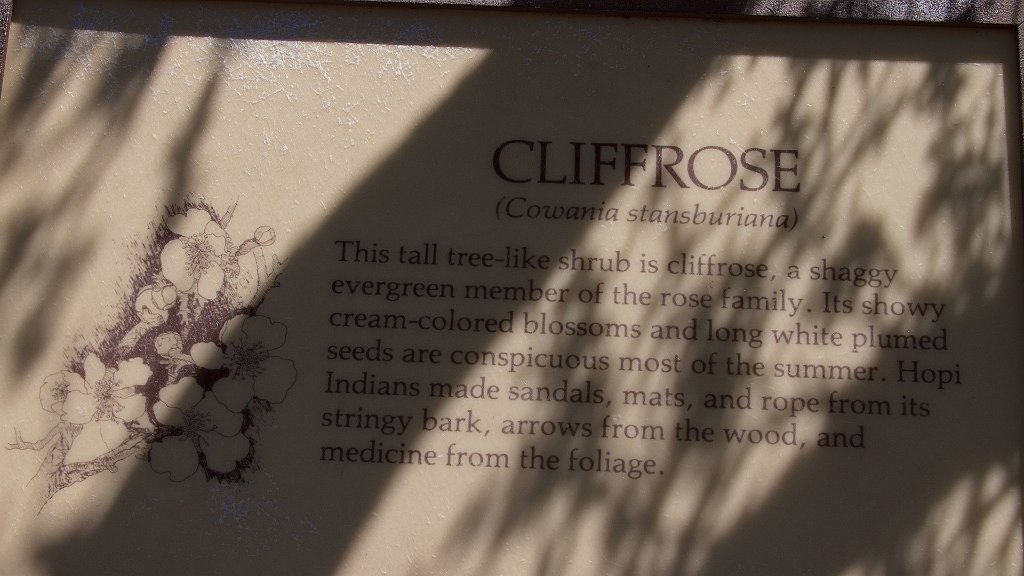 CLIFFROSE
(Cowania stansburiana)
This tall tree-like shrub is cliffrose, a shaggy
evergreen member of the rose family. Its showy
cream-colored blossoms and long white plumed
seeds are conspicuous most of the summer. Hopi
Indians made sandals, mats, and rope from its
stringy bark, arrows from the wood, and
medicine from the foliage.